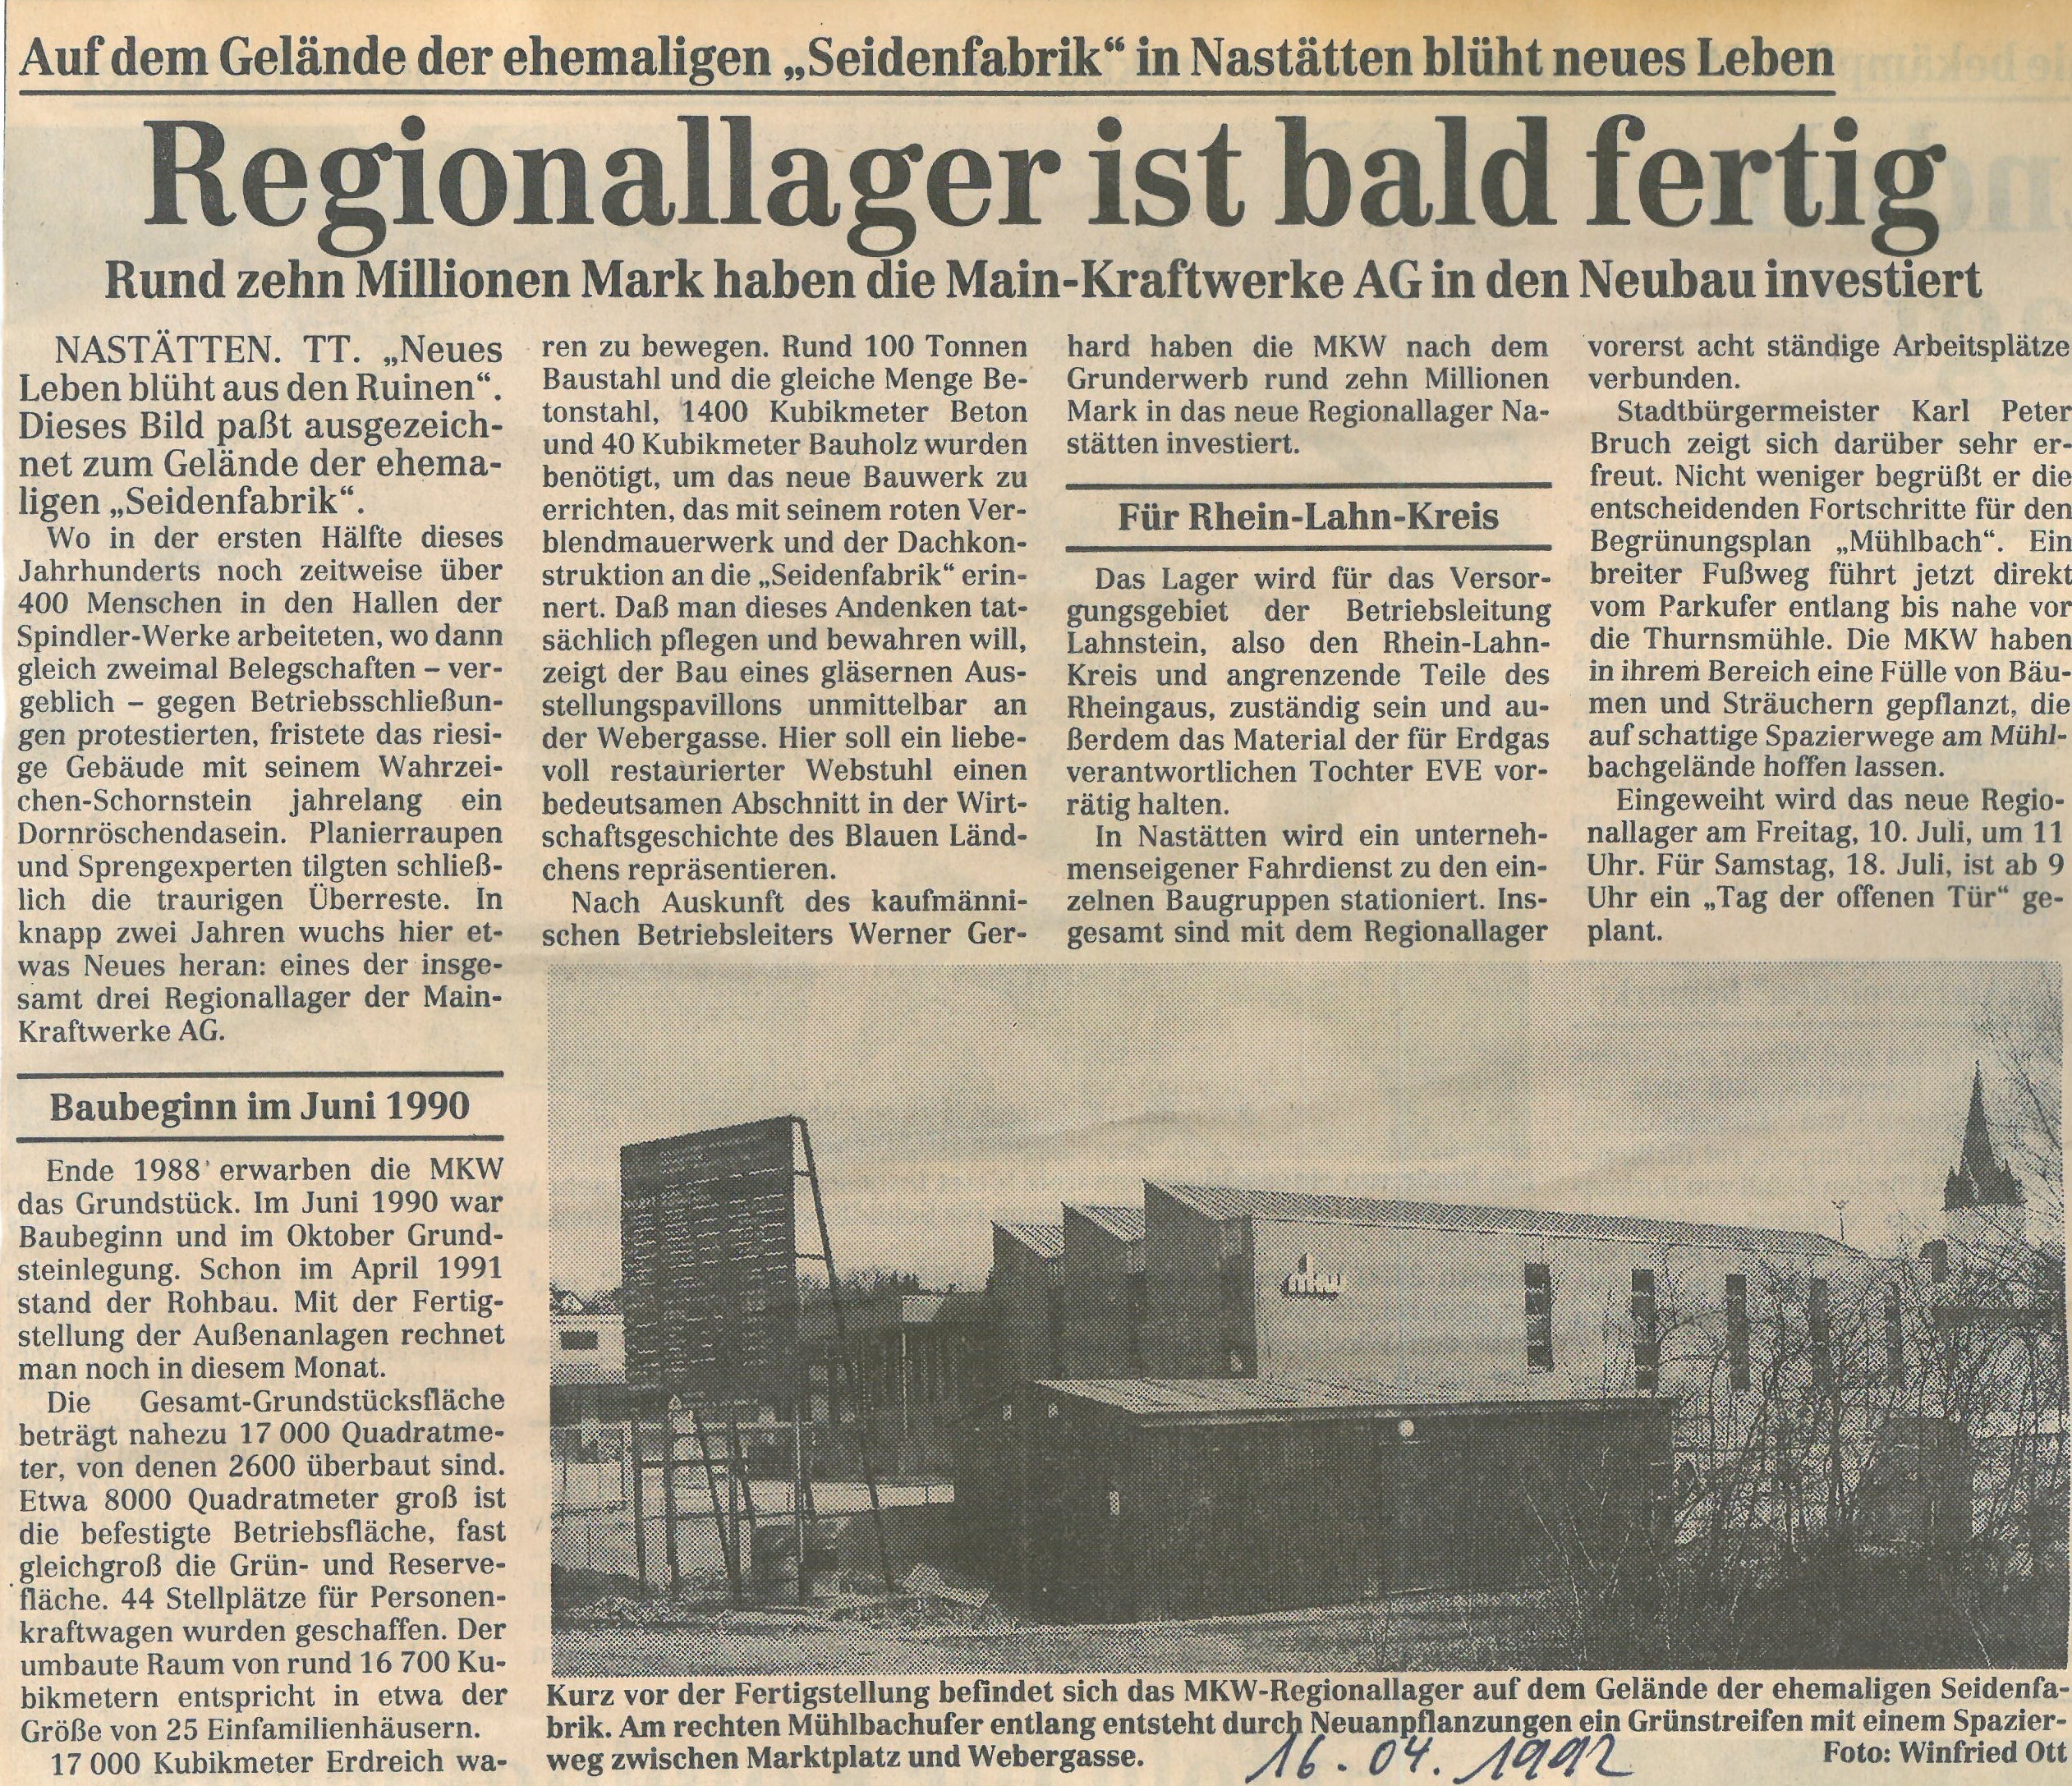 Auf dem Gelände der ehemaligen „Seidenfabrik“ in Nastätten blüht neues Leben
Regionallager ist bald fertig
Rund zehn Millionen Mark haben die Main-Kraftwerke AG in den Neubau investiert
NASTÄTTEN. TT. „Neues
Leben blüht aus den Ruinen“.
Dieses Bild paßt ausgezeich-
net zum Gelände der ehema-
ligen „Seidenfabrik“.
Wo in der ersten Hälfte dieses
Jahrhunderts noch zeitweise über
400 Menschen in den Hallen der
Spindler-Werke arbeiteten, wo dann
gleich zweimal Belegschaften – ver-
geblich – gegen Betriebsschließun-
gen protestierten, fristete das riesi-
ge Gebäude mit seinem Wahrzei-
chen-Schornstein jahrelang ein
Dornröschendasein. Planierraupen
und Sprengexperten tilgten schließ-
lich die traurigen Überreste. In
knapp zwei Jahren wuchs hier et-
was Neues heran: eines der insge-
samt drei Regionallager der Main-
Kraftwerke AG.
Baubeginn im Juni 1990
Ende 1988 erwarben die MKW
das Grundstück. Im Juni 1990 war
Baubeginn und im Oktober Grund-
steinlegung. Schon im April 1991
stand der Rohbau. Mit der Fertig-
stellung der Außenanlagen rechnet
man noch in diesem Monat.
Die Gesamt-Grundstücksfläche
beträgt nahezu 17 000 Quadratme-
ter, von denen 2600 überbaut sind.
Etwa 8000 Quadratmeter groß ist
die befestigte Betriebsfläche, fast
gleichgroß die Grün- und Reserve-
fläche. 44 Stellplätze für Personen-
kraftwagen wurden geschaffen. Der
umbaute Raum von rund 16 700 Ku-
bikmetern entspricht in etwa der
Größe von 25 Einfamilienhäusern.
17 000 Kubikmeter Erdreich wa-
ren zu bewegen. Rund 100 Tonnen
Baustahl und die gleiche Menge Be-
tonstahl, 1400 Kubikmeter Beton
und 40 Kubikmeter Bauholz wurden
benötigt, um das neue Bauwerk zu
errichten, das mit seinem roten Ver-
blendmauerwerk und der Dachkon-
struktion an die „Seidenfabrik“ erin-
nert. Daß man dieses Andenken tat-
sächlich pflegen und bewahren will,
zeigt der Bau eines gläsernen Aus-
stellungspavillons unmittelbar an
der Webergasse. Hier soll ein liebe-
voll restaurierter Webstuhl einen
bedeutsamen Abschnitt in der Wirt-
schaftsgeschichte des Blauen Länd-
chens repräsentieren.
Nach Auskunft des kaufmänni-
schen Betriebsleiters Werner Ger-
hard haben die MKW nach dem
Grunderwerb rund zehn Millionen
Mark in das neue Regionallager Na-
stätten investiert.
Für Rhein-Lahn-Kreis
Das Lager wird für das Versor-
gungsgebiet der Betriebsleitung
Lahnstein, also den Rhein-Lahn-
Kreis und angrenzende Teile des
Rheingaus, zuständig sein und au-
ßerdem das Material der für Erdgas
verantwortlichen Tochter EVE vor-
rätig halten.
In Nastätten wird ein unterneh-
menseigener Fahrdienst zu den ein-
zelnen Baugruppen stationiert. Ins-
gesamt sind mit dem Regionallager
vorerst acht ständige Arbeitsplätze
verbunden.
Stadtbürgermeister Karl Peter
Bruch zeigt sich darüber sehr er-
freut. Nicht weniger begrüßt er die
entscheidenden Fortschritte für den
Begrünungsplan „Mühlbach“. Ein
breiter Fußweg führt jetzt direkt
vom Parkufer entlang bis nahe vor
die Thurnsmühle. Die MKW haben
in ihrem Bereich eine Fülle von Bäu-
men und Sträuchern gepflanzt, die
auf schattige Spazierwege am Mühl-
bachgelände hoffen lassen.
Eingeweiht wird das neue Regio-
nallager am Freitag, 10. Juli, um 11
Uhr. Für Samstag, 18. Juli, ist ab 9
Uhr ein „Tag der offenen Tür“ ge-
plant.
mkw
Kurz vor der Fertigstellung befindet sich das MKW-Regionallager auf dem Gelände der ehemaligen Seidenfa-
brik. Am rechten Mühlbachufer entlang entsteht durch Neuanpflanzungen ein Grünstreifen mit einem Spazier-
weg zwischen Marktplatz und Webergasse. Foto: Winfried Ott
16. 04. 1992